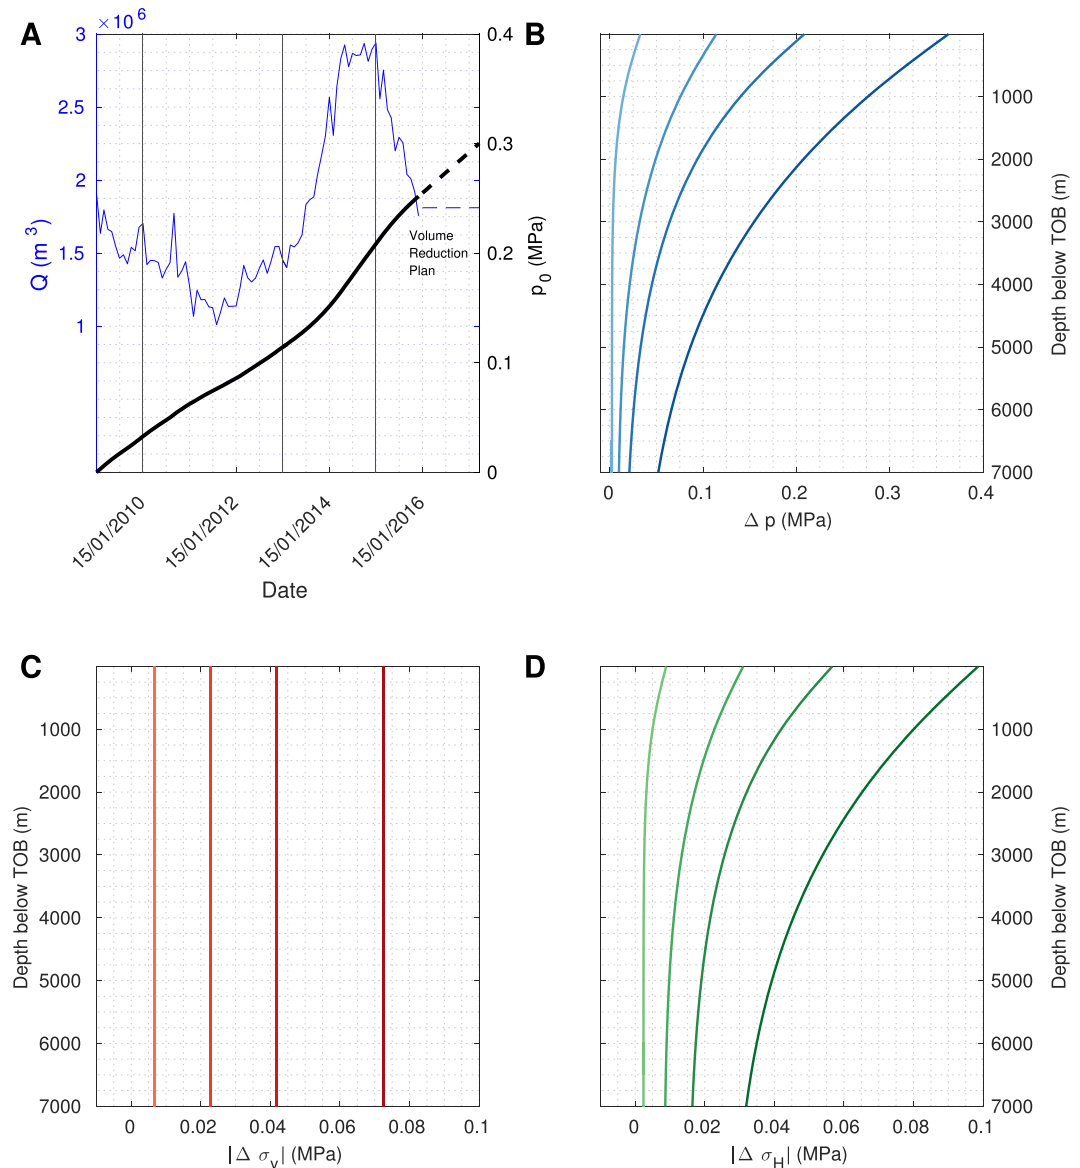 A
×10^6
3
2.5
2
1.5
1
Q (m^3)
0.4
0.3
0.2
0.1
0
p_0 (MPa)
Volume
Reduction
Plan
15/01/2010
15/01/2012
15/01/2014
15/01/2016
Date
B
1000
2000
3000
4000
5000
6000
7000
Depth below TOB (m)
0 0.1 0.2 0.3 0.4
Δ p (MPa)
C
1000
2000
3000
4000
5000
6000
7000
Depth below TOB (m)
0 0.02 0.04 0.06 0.08 0.1
|Δ σ_v| (MPa)
D
1000
2000
3000
4000
5000
6000
7000
Depth below TOB (m)
0 0.02 0.04 0.06 0.08 0.1
|Δ σ_H| (MPa)